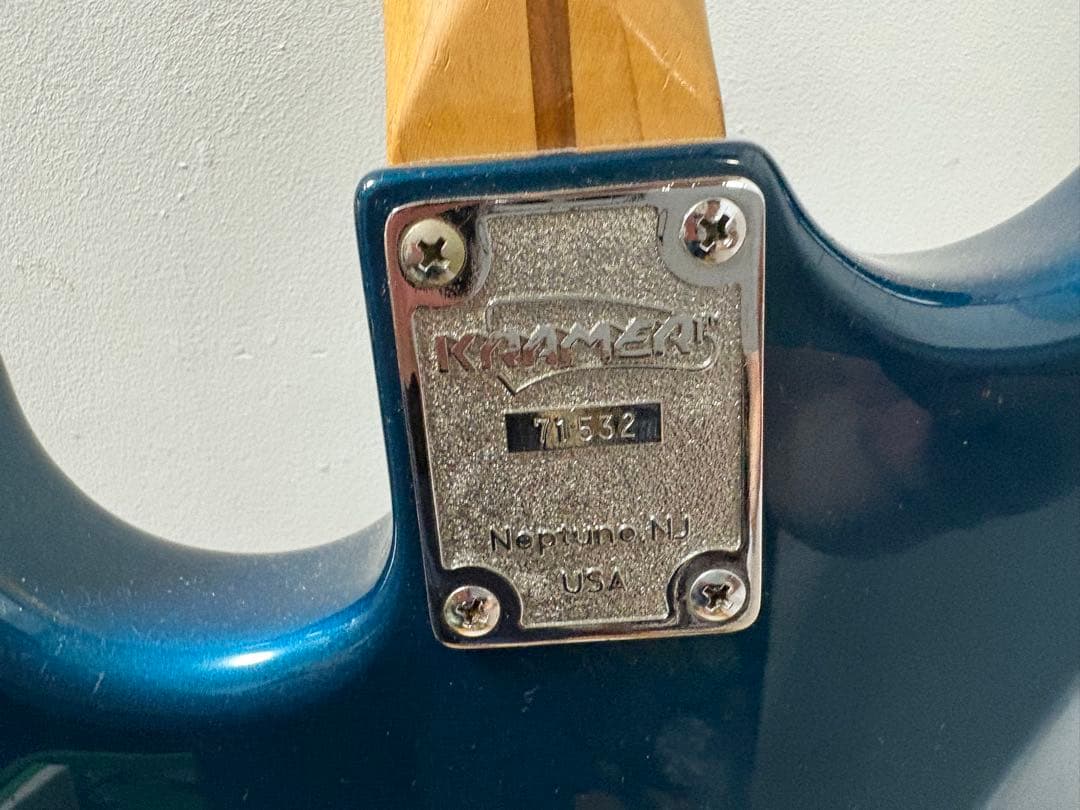 KRAMER
71532
Neptune, NJ
USA